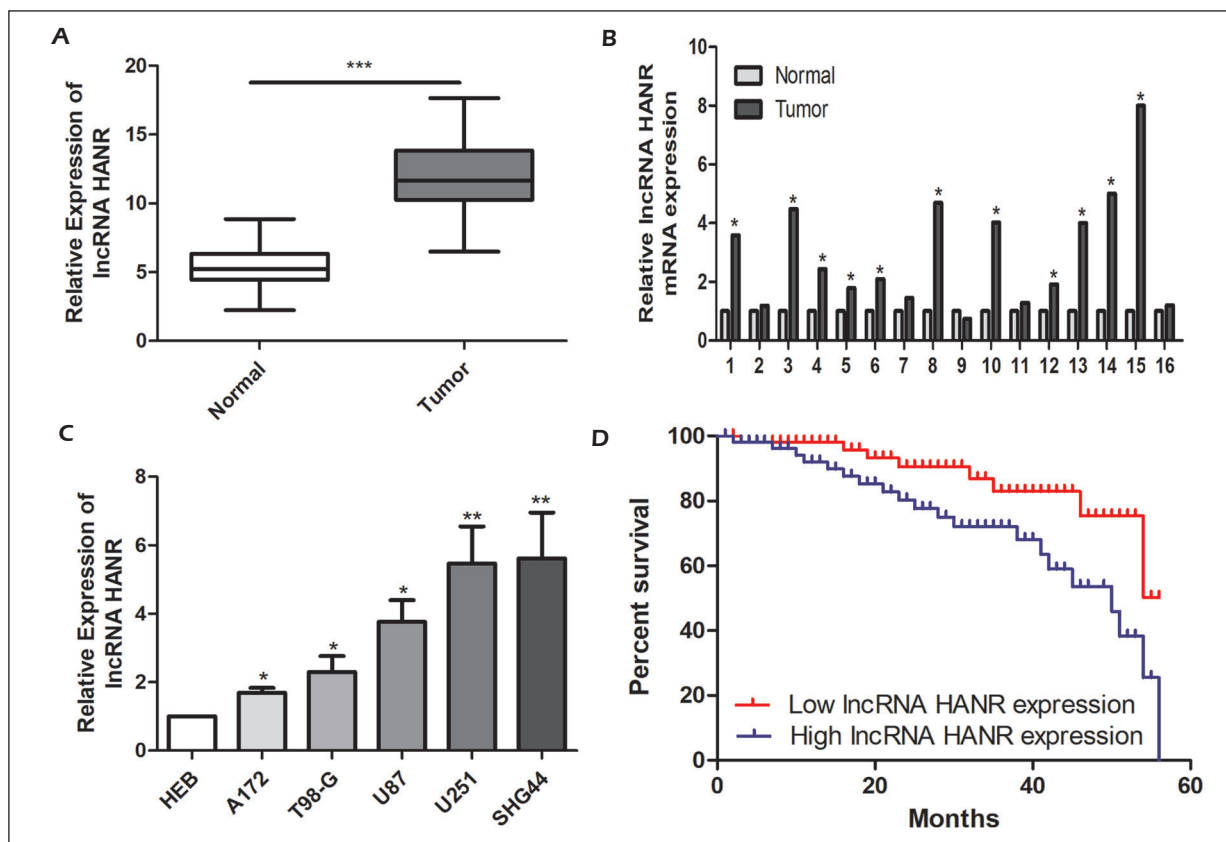 A
Relative Expression of
lncRNA HANR
20
15
10
5
0
***
Normal
Tumor
B
Relative lncRNA HANR
mRNA expression
10
8
6
4
2
0
Normal
Tumor
* * * * * * * * * * *
1 2 3 4 5 6 7 8 9 10 11 12 13 14 15 16
C
Relative Expression of
lncRNA HANR
8
6
4
2
0
* * * ** **
HEB A172 T98-G U87 U251 SHG44
D
Percent survival
100
80
60
40
20
0
Low lncRNA HANR expression
High lncRNA HANR expression
0 20 40 60
Months